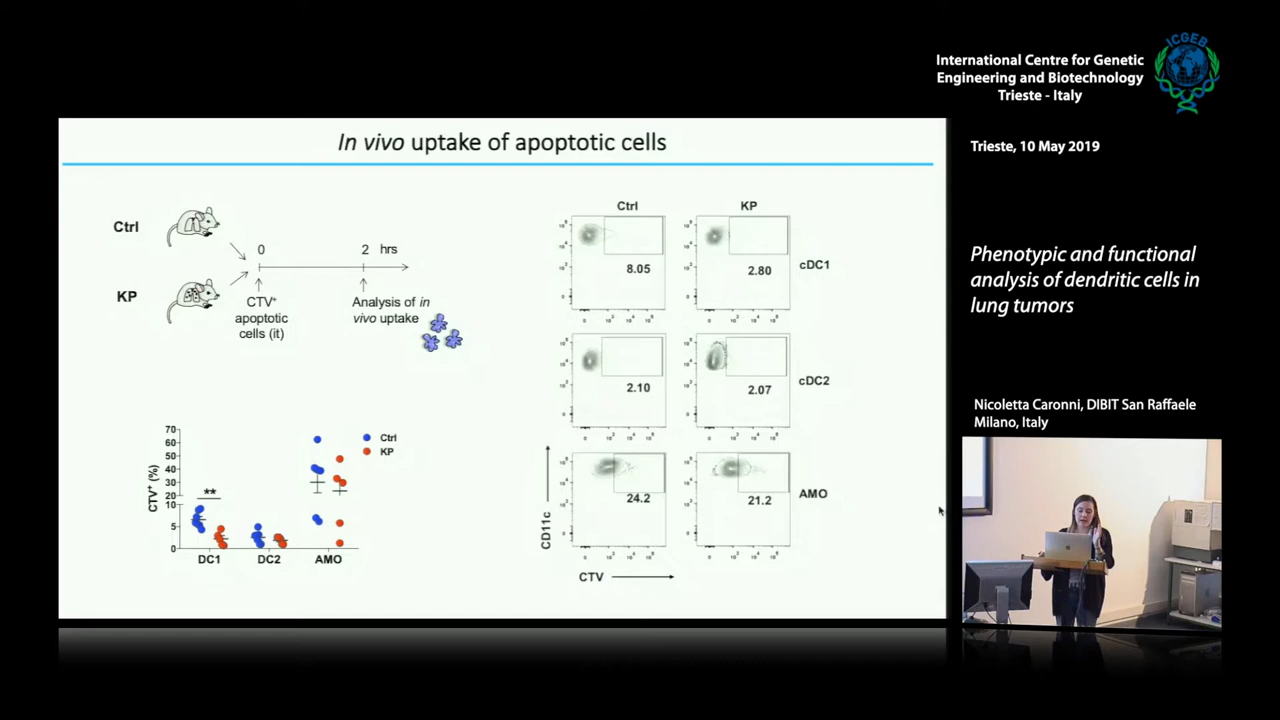 ICGEB
International Centre for Genetic
Engineering and Biotechnology
Trieste - Italy
Trieste, 10 May 2019
Phenotypic and functional
analysis of dendritic cells in
lung tumors
Nicoletta Caronni, DIBIT San Raffaele
Milano, Italy
In vivo uptake of apoptotic cells
Ctrl
KP
0 2 hrs
CTV+
apoptotic
cells (it)
Analysis of in
vivo uptake
CTV+ (%)
70
60
50
40
30
20
10
5
0
**
Ctrl
KP
DC1 DC2 AMO
Ctrl KP
8.05 2.80 cDC1
2.10 2.07 cDC2
24.2 21.2 AMO
CD11c
CTV